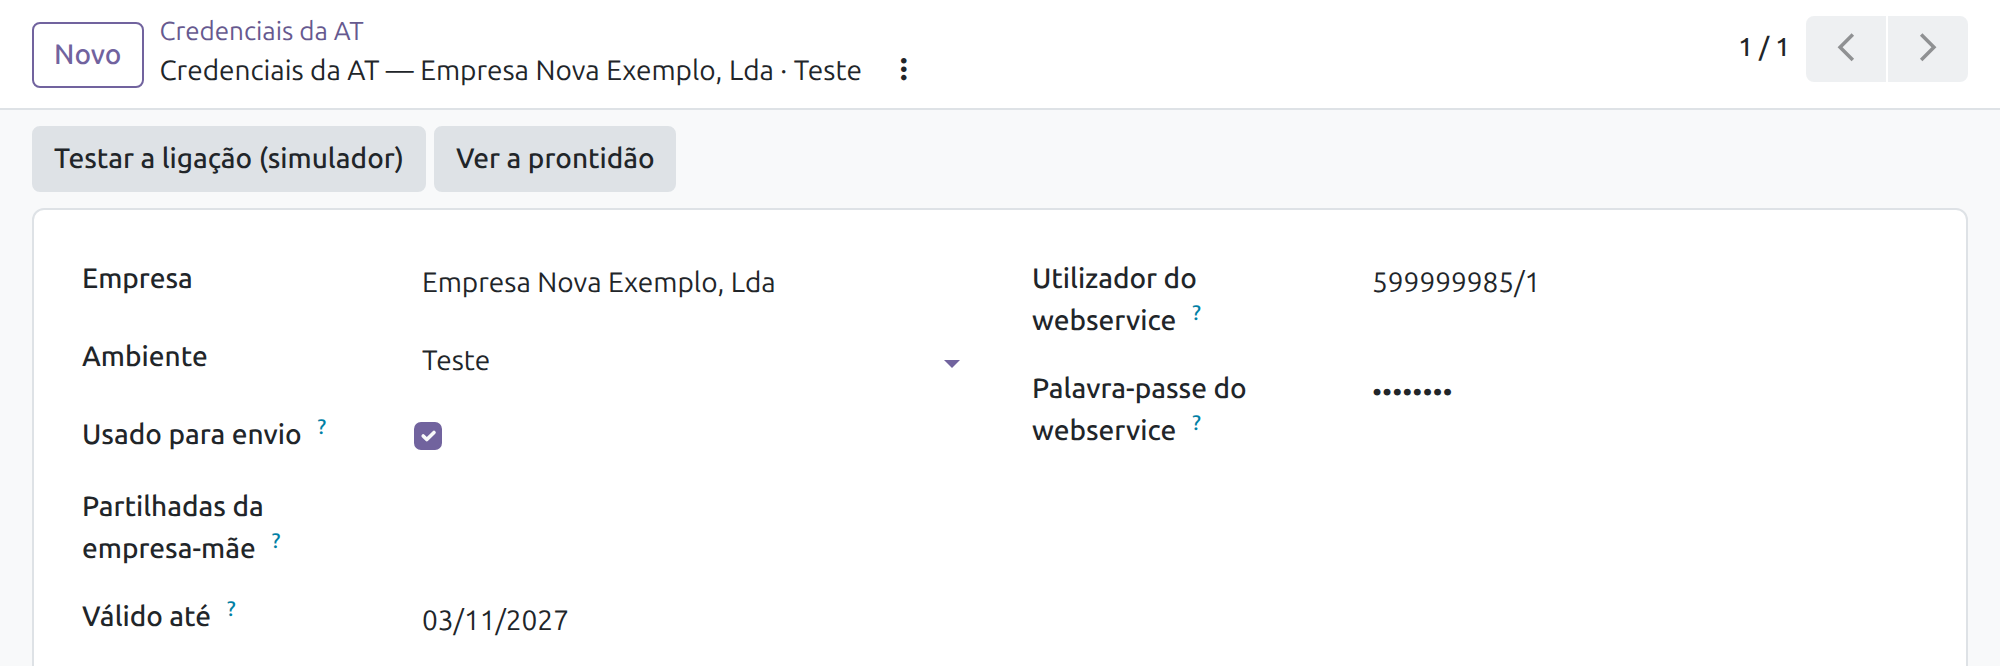 Novo
Credenciais da AT
Credenciais da AT — Empresa Nova Exemplo, Lda · Teste
1 / 1
Testar a ligação (simulador)
Ver a prontidão
Empresa
Empresa Nova Exemplo, Lda
Ambiente
Teste
Usado para envio ?
Partilhadas da
empresa-mãe ?
Válido até ?
03/11/2027
Utilizador do
webservice ?
599999985/1
Palavra-passe do
webservice ?
••••••••